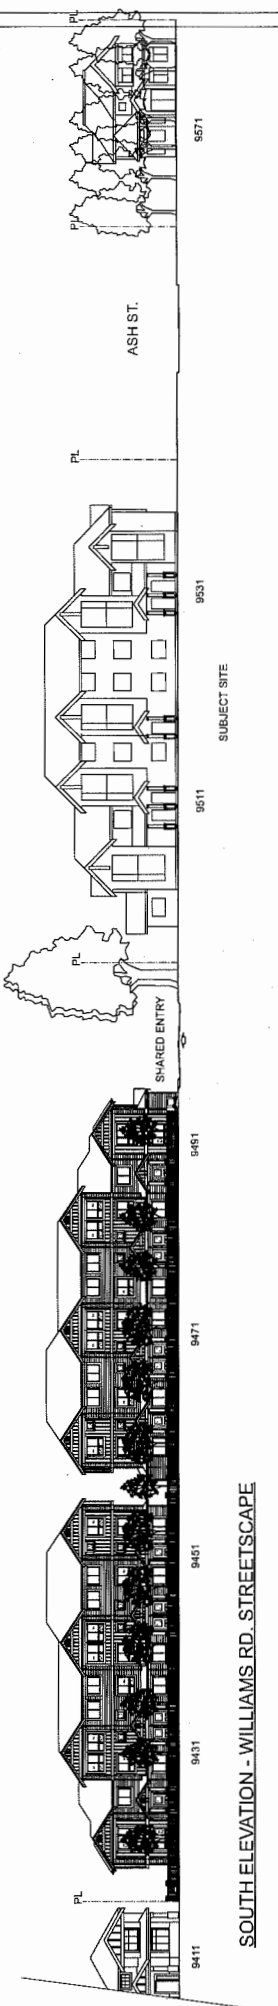 PL
PL
PL
PL
PL
ASH ST.
SHARED ENTRY
9411
9431
9451
9471
9491
9511
9531
9571
SUBJECT SITE
SOUTH ELEVATION - WILLIAMS RD. STREETSCAPE